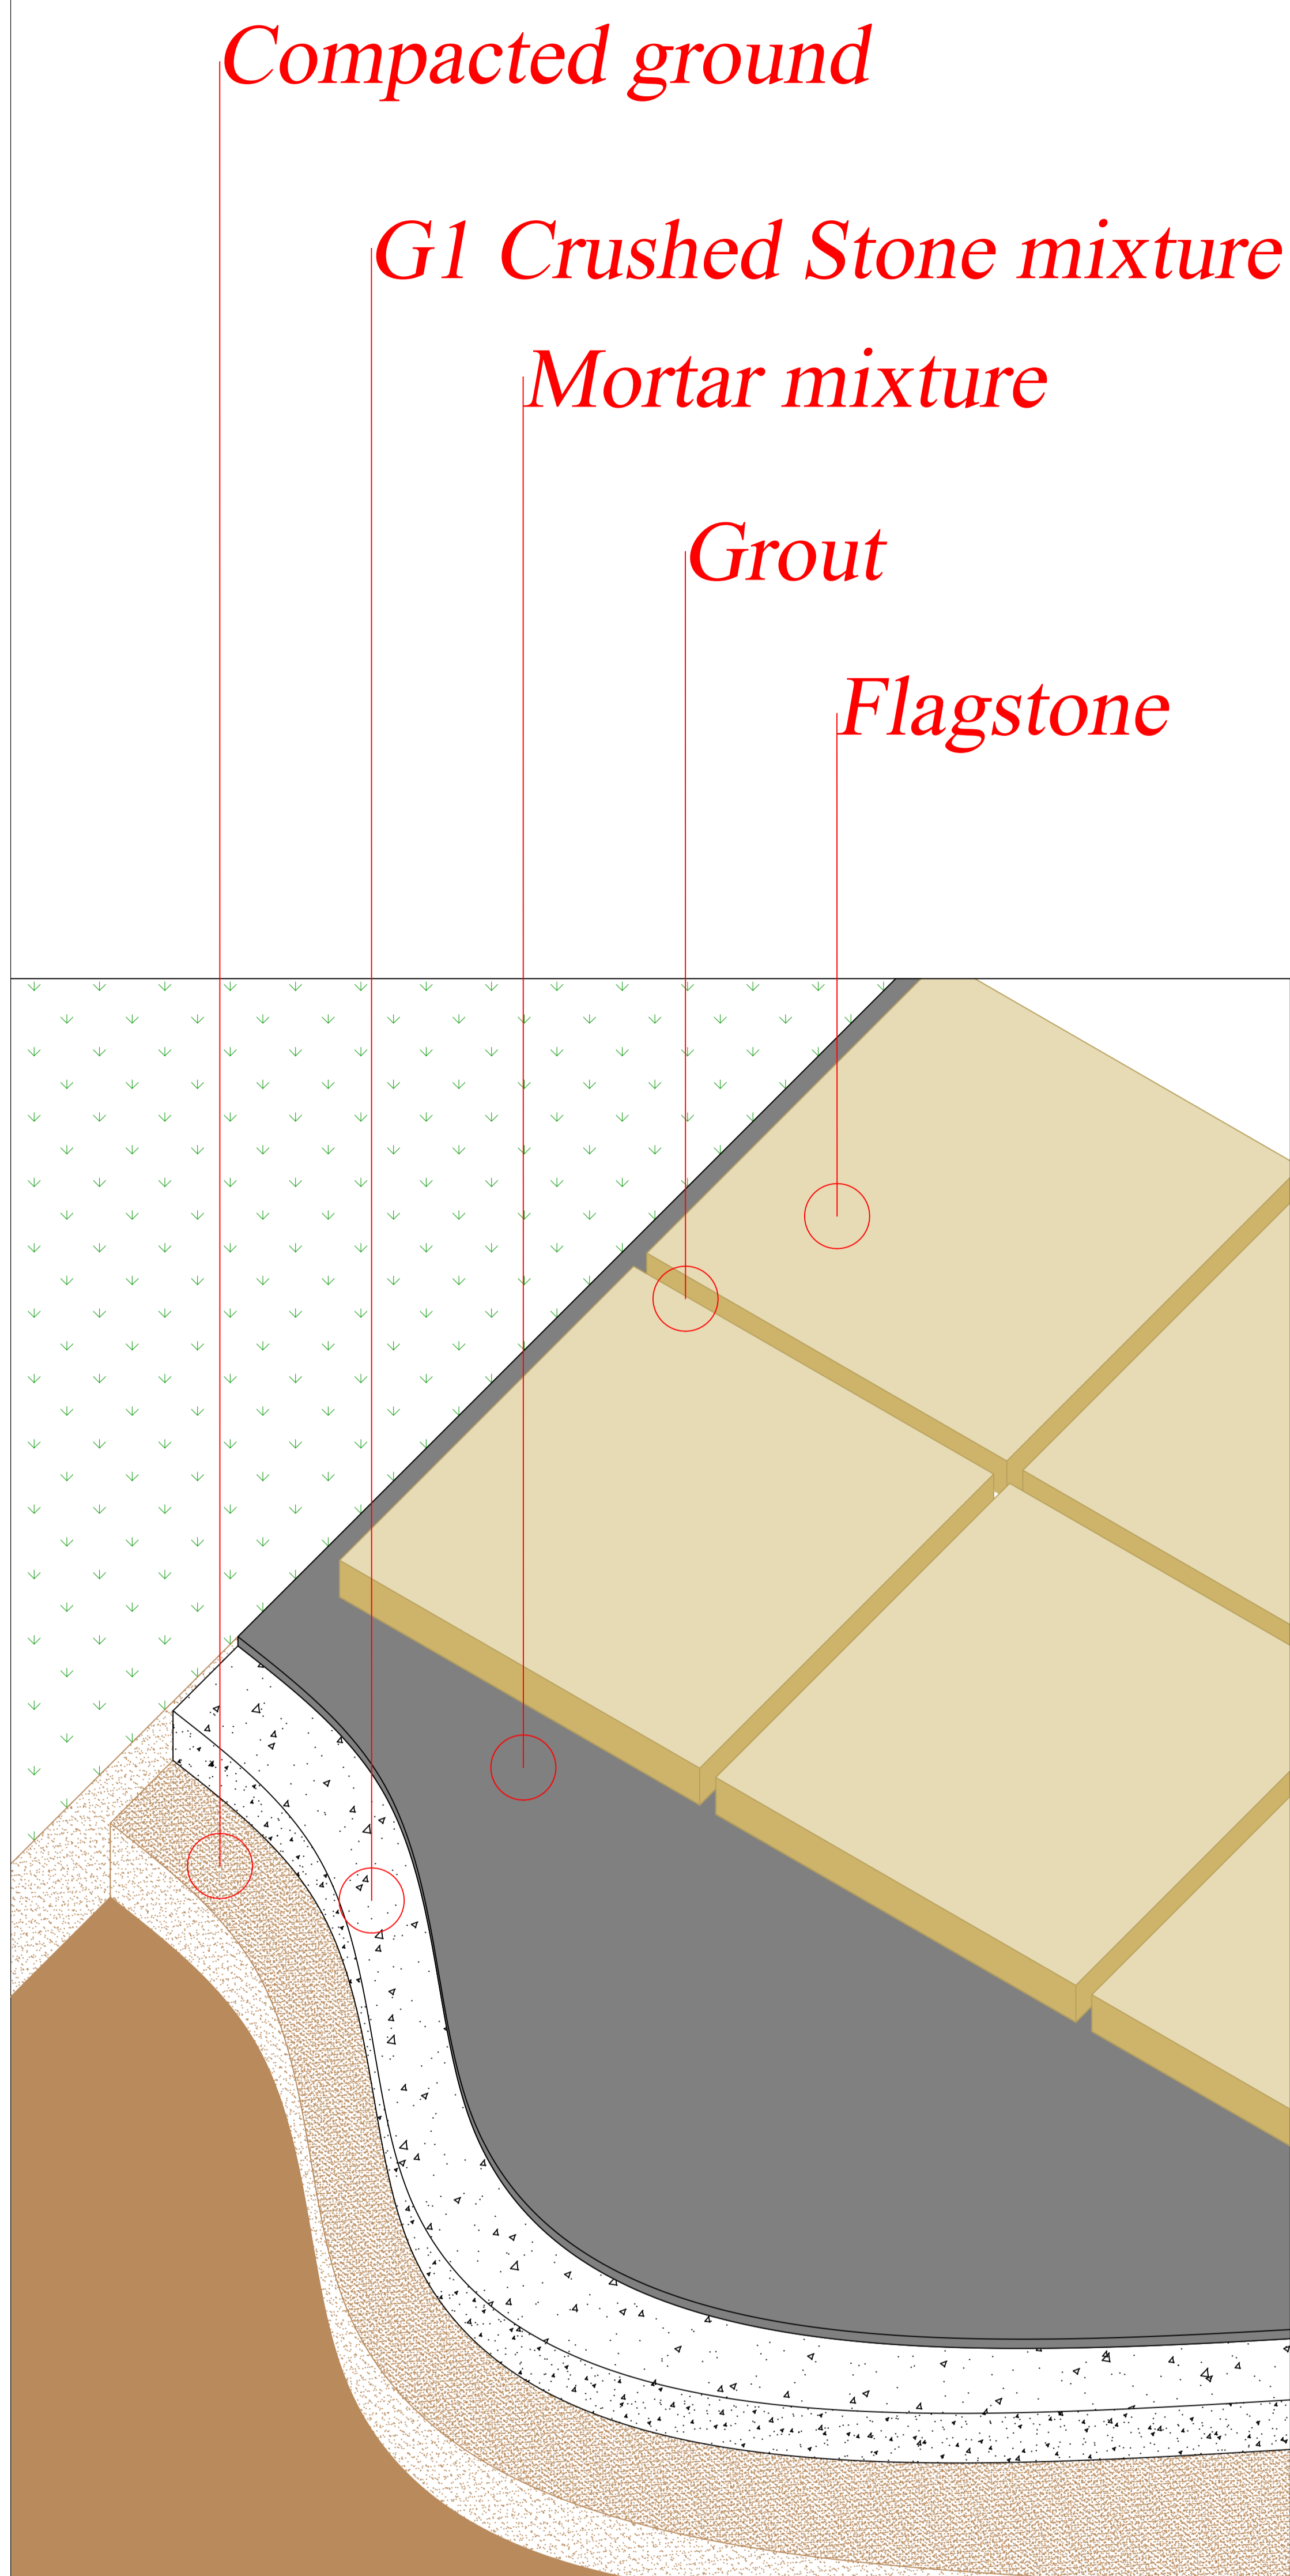 Compacted ground
G1 Crushed Stone mixture
Mortar mixture
Grout
Flagstone